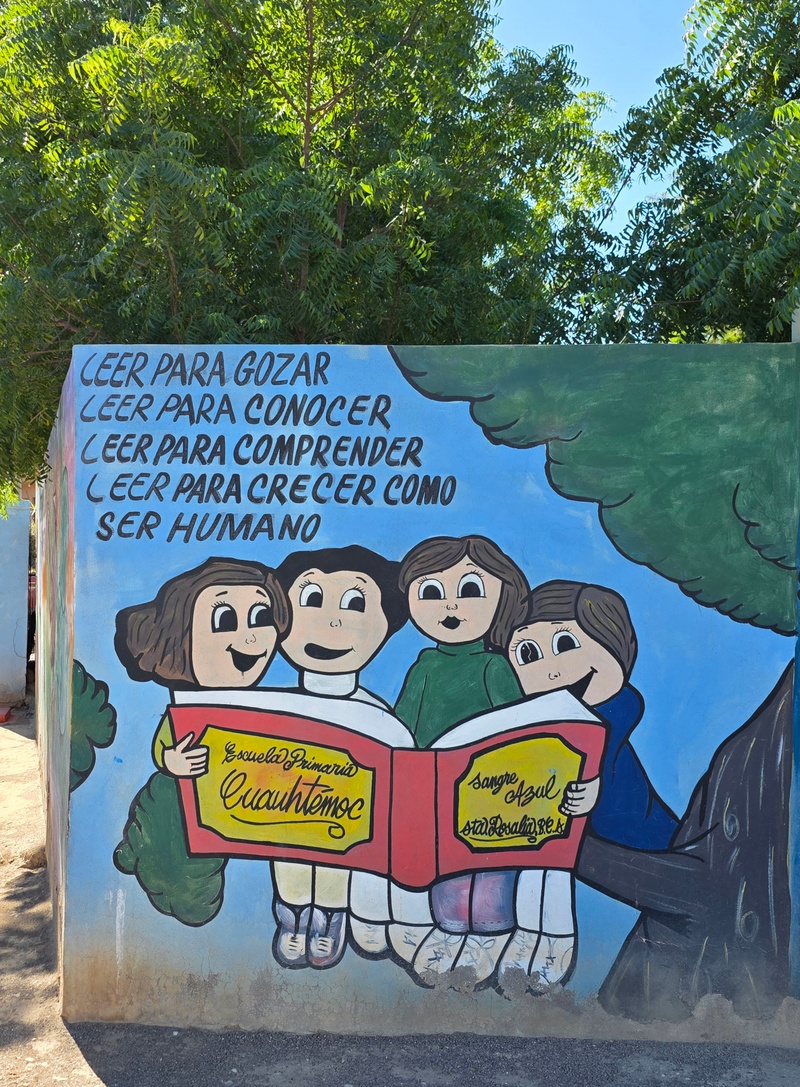 LEER PARA GOZAR
LEER PARA CONOCER
LEER PARA COMPRENDER
LEER PARA CRECER COMO
SER HUMANO
Escuela Primaria
Cuauhtémoc
Sangre
Azul
Sta. Rosalia, B.C.S.